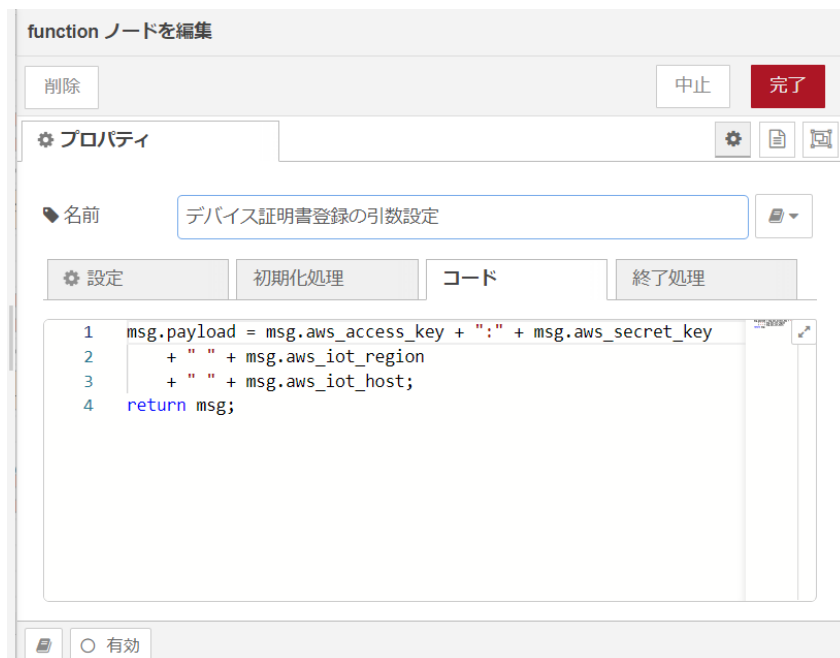 function ノードを編集
削除
中止
完了
プロパティ
名前
デバイス証明書登録の引数設定
設定
初期化処理
コード
終了処理
1 msg.payload = msg.aws_access_key + ":" + msg.aws_secret_key
2 + " " + msg.aws_iot_region
3 + " " + msg.aws_iot_host;
4 return msg;
有効